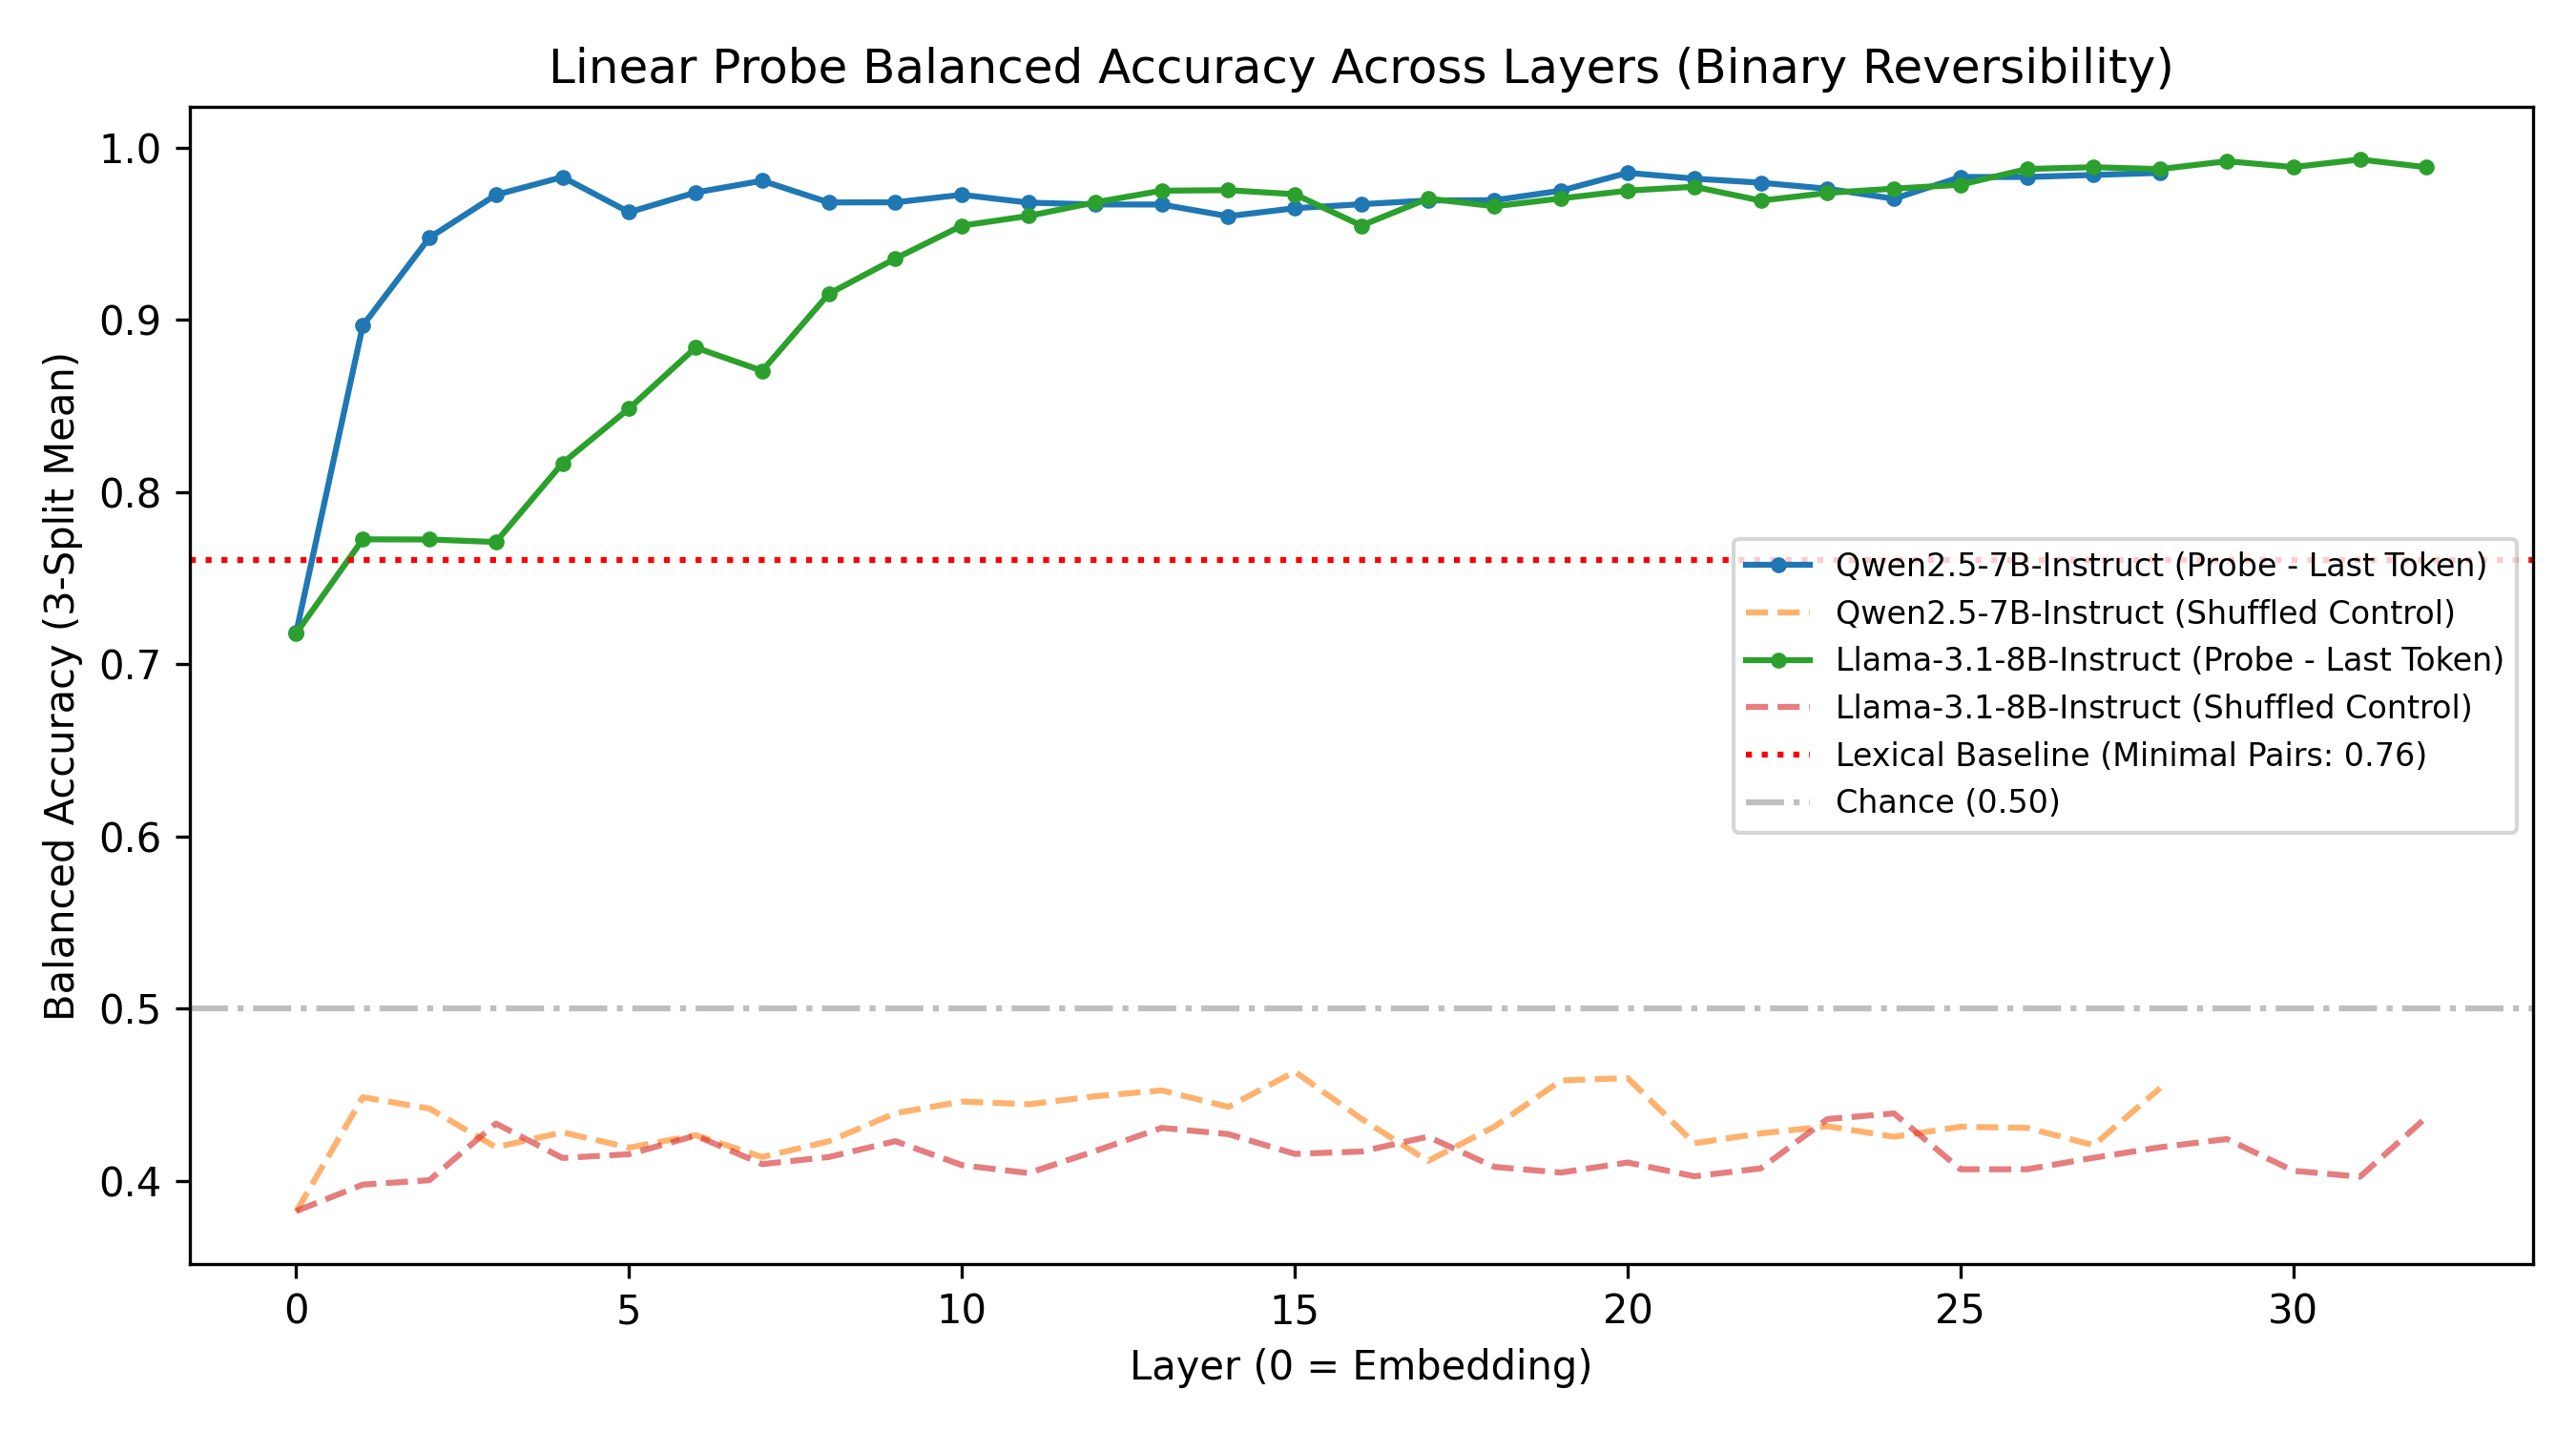 Linear Probe Balanced Accuracy Across Layers (Binary Reversibility)
Balanced Accuracy (3-Split Mean)
1.0
0.9
0.8
0.7
0.6
0.5
0.4
Qwen2.5-7B-Instruct (Probe - Last Token)
Qwen2.5-7B-Instruct (Shuffled Control)
Llama-3.1-8B-Instruct (Probe - Last Token)
Llama-3.1-8B-Instruct (Shuffled Control)
Lexical Baseline (Minimal Pairs: 0.76)
Chance (0.50)
0 5 10 15 20 25 30
Layer (0 = Embedding)